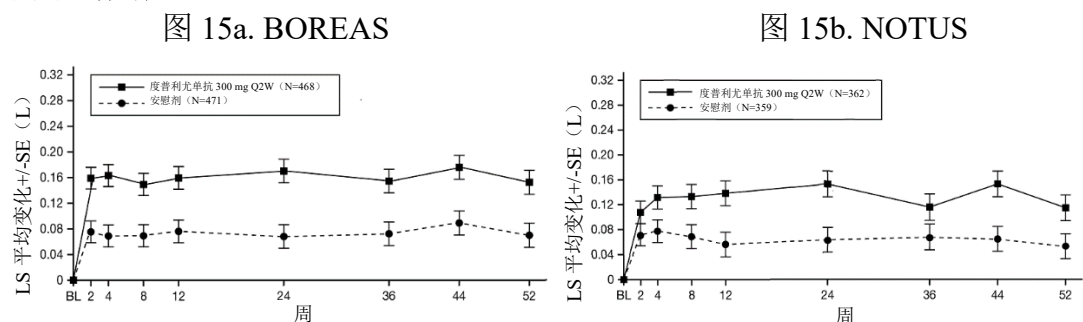 图 15a. BOREAS
LS 平均变化+/-SE（L）
0.32
0.28
0.24
0.20
0.16
0.12
0.08
0.04
0
度普利尤单抗 300 mg Q2W（N=468）
安慰剂（N=471）
BL 2 4 8 12 24 36 44 52
周
图 15b. NOTUS
LS 平均变化+/-SE（L）
0.32
0.28
0.24
0.20
0.16
0.12
0.08
0.04
0
度普利尤单抗 300 mg Q2W（N=362）
安慰剂（N=359）
BL 2 4 8 12 24 36 44 52
周